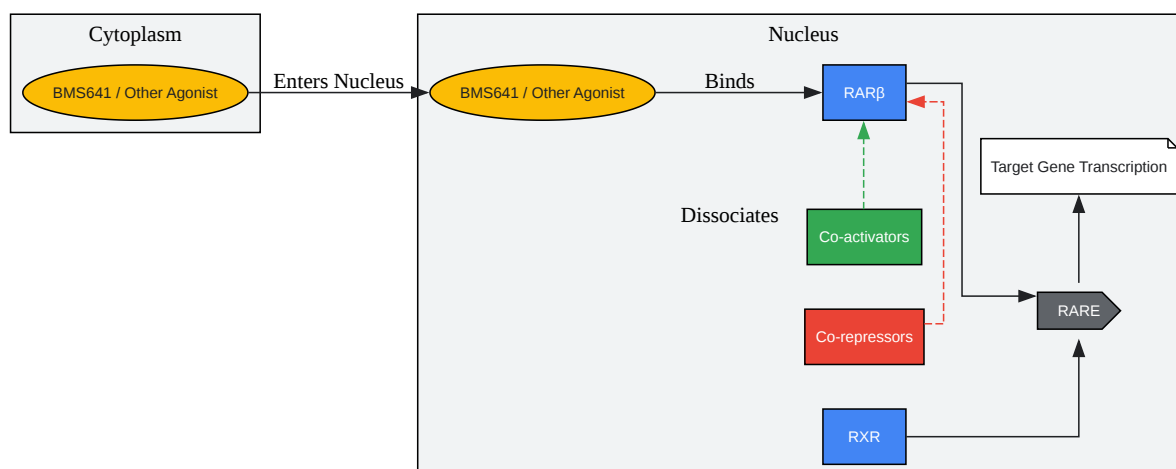 Cytoplasm
Nucleus
BMS641 / Other Agonist
Enters Nucleus
BMS641 / Other Agonist
Binds
RARβ
Target Gene Transcription
Dissociates
Co-activators
RARE
Co-repressors
RXR